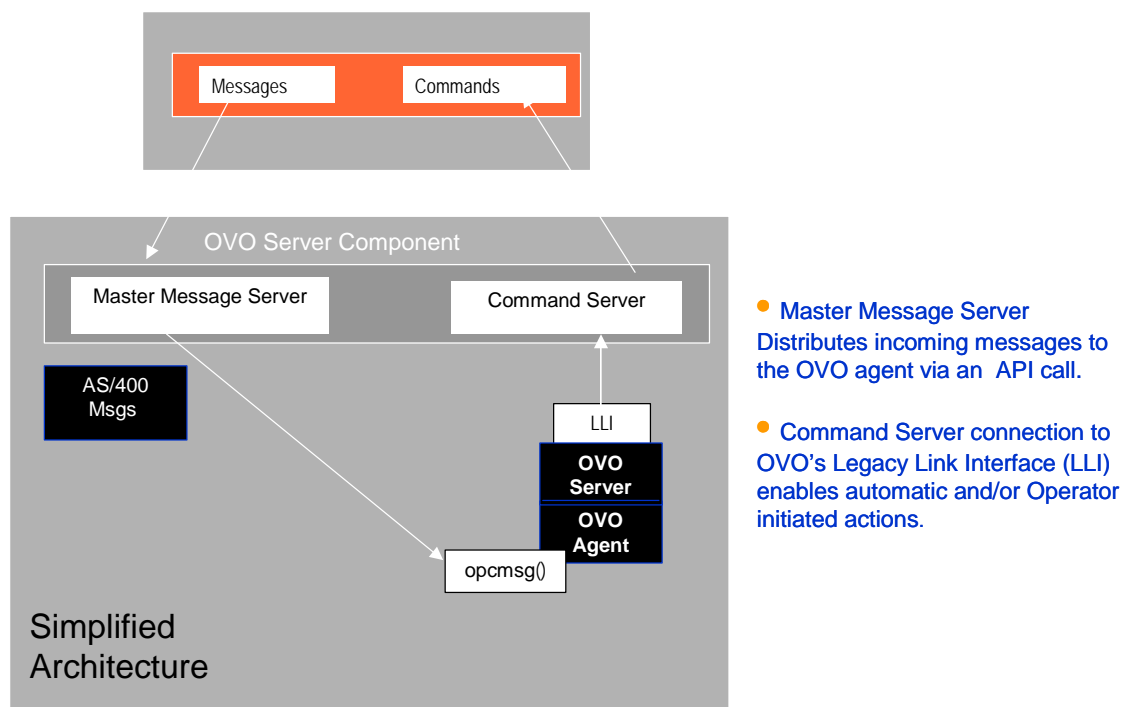 Messages
Commands
OVO Server Component
Master Message Server
Command Server
AS/400
Msgs
LLI
OVO
Server
OVO
Agent
opcmsg()
Simplified
Architecture
• Master Message Server
Distributes incoming messages to
the OVO agent via an API call.
• Command Server connection to
OVO's Legacy Link Interface (LLI)
enables automatic and/or Operator
initiated actions.